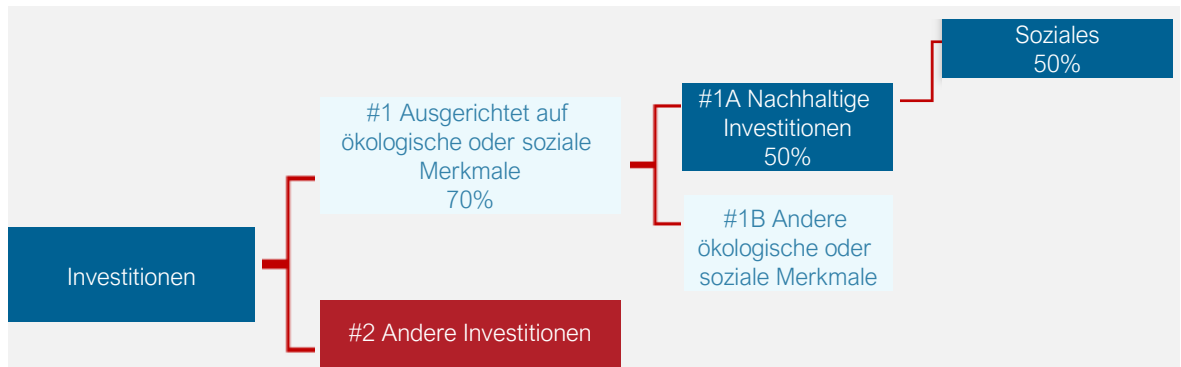 Soziales
50%
#1A Nachhaltige
Investitionen
50%
#1 Ausgerichtet auf
ökologische oder soziale
Merkmale
70%
#1B Andere
ökologische oder
soziale Merkmale
Investitionen
#2 Andere Investitionen